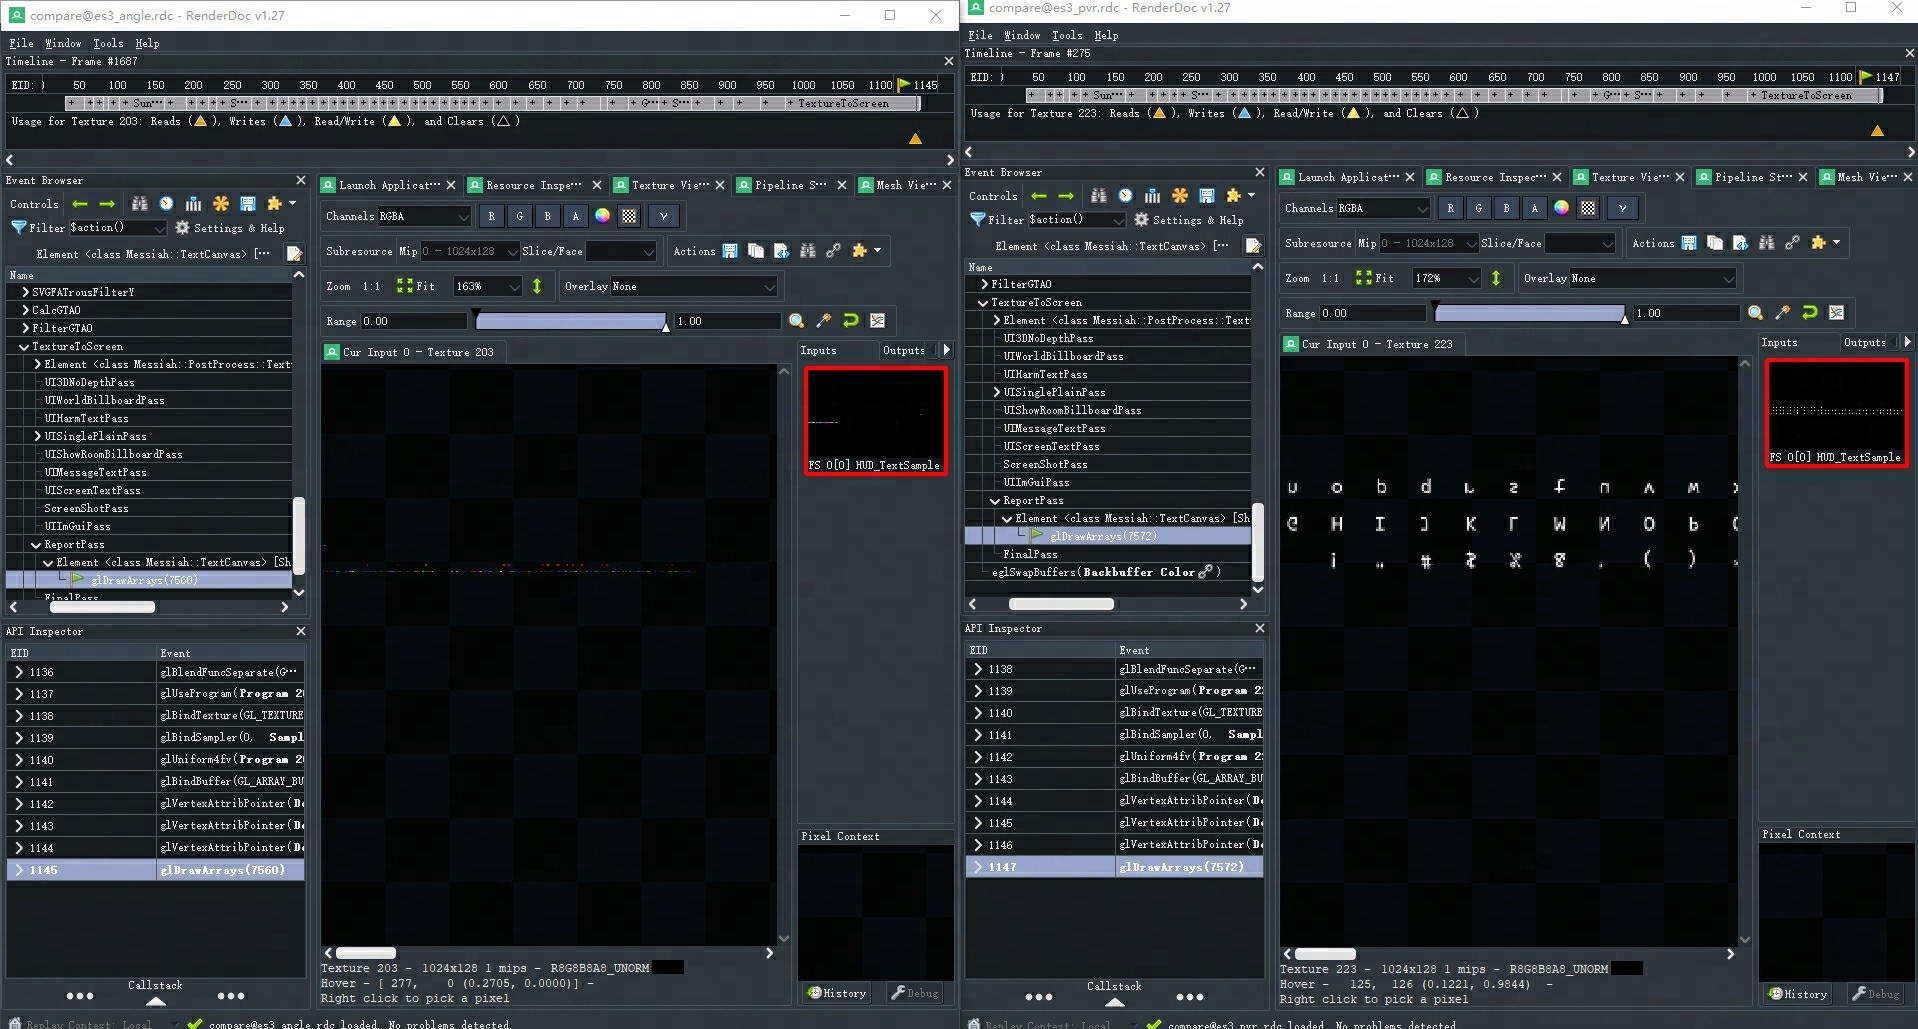 compare@es3_angle.rdc - RenderDoc v1.27
File Window Tools Help
Timeline - Frame #1687
EID: 50 100 150 200 250 300 350 400 450 500 550 600 650 700 750 800 850 900 950 1000 1050 1100 1145
+ ++ + Sun··· + + S··· + TextureToScreen
Usage for Texture 203: Reads ( ), Writes ( ), Read/Write ( ), and Clears ( )
Event Browser
Controls
Filter $action() Settings & Help
Element <class Messiah::TextCanvas> [···
Name
SVGFATrousFilterY
CalcGTAO
FilterGTAO
TextureToScreen
Element <class Messiah::PostProcess::Text
UI3DNoDepthPass
UIWorldBillboardPass
UIHarmTextPass
UISinglePlainPass
UIShowRoomBillboardPass
UIMessageTextPass
UIScreenTextPass
ScreenShotPass
UIImGuiPass
ReportPass
Element <class Messiah::TextCanvas> [Sh
glDrawArrays(7560)
FinalPass
API Inspector
EID Event
1136 glBlendFuncSeparate(G···
1137 glUseProgram(Program 20
1138 glBindTexture(GL_TEXTURE
1139 glBindSampler(0, Sampl
1140 glUniform4fv(Program 20
1141 glBindBuffer(GL_ARRAY_BU
1142 glVertexAttribPointer(De
1143 glVertexAttribPointer(De
1144 glVertexAttribPointer(De
1145 glDrawArrays(7560)
Callstack
Launch Applicat··· Resource Inspe··· Texture Vie··· Pipeline S··· Mesh Vie···
Channels RGBA R G B A γ
Subresource Mip 0 - 1024x128 Slice/Face Actions
Zoom 1:1 Fit 163% Overlay None
Range 0.00 1.00
Cur Input 0 - Texture 203
Inputs Outputs
FS 0[0] HUD_TextSample
Pixel Context
History Debug
Texture 203 - 1024x128 1 mips - R8G8B8A8_UNORM
Hover - [ 277, 0 (0.2705, 0.0000)] -
Right click to pick a pixel
Replay Context: Local compare@es3_angle.rdc loaded. No problems detected.
compare@es3_pvr.rdc - RenderDoc v1.27
File Window Tools Help
Timeline - Frame #275
EID: 50 100 150 200 250 300 350 400 450 500 550 600 650 700 750 800 850 900 950 1000 1050 1100 1147
+ ++ + Sun··· + + S··· + TextureToScreen
Usage for Texture 223: Reads ( ), Writes ( ), Read/Write ( ), and Clears ( )
Event Browser
Controls
Filter $action() Settings & Help
Element <class Messiah::TextCanvas> [···
Name
FilterGTAO
TextureToScreen
Element <class Messiah::PostProcess::Text
UI3DNoDepthPass
UIWorldBillboardPass
UIHarmTextPass
UISinglePlainPass
UIShowRoomBillboardPass
UIMessageTextPass
UIScreenTextPass
ScreenShotPass
UIImGuiPass
ReportPass
Element <class Messiah::TextCanvas> [Sh
glDrawArrays(7572)
FinalPass
eglSwapBuffers(Backbuffer Color )
API Inspector
EID Event
1138 glBlendFuncSeparate(G···
1139 glUseProgram(Program 22
1140 glBindTexture(GL_TEXTURE
1141 glBindSampler(0, Sampl
1142 glUniform4fv(Program 22
1143 glBindBuffer(GL_ARRAY_BU
1144 glVertexAttribPointer(De
1145 glVertexAttribPointer(De
1146 glVertexAttribPointer(De
1147 glDrawArrays(7572)
Callstack
Launch Applicat··· Resource Inspec··· Texture Vie··· Pipeline St··· Mesh Vie···
Channels RGBA R G B A γ
Subresource Mip 0 - 1024x128 Slice/Face Actions
Zoom 1:1 Fit 172% Overlay None
Range 0.00 1.00
Cur Input 0 - Texture 223
Inputs Outputs
FS 0[0] HUD_TextSample
Pixel Context
History Debug
Texture 223 - 1024x128 1 mips - R8G8B8A8_UNORM
Hover - 125, 126 (0.1221, 0.9844) -
Right click to pick a pixel
Replay Context: Local compare@es3_pvr.rdc loaded. No problems detected